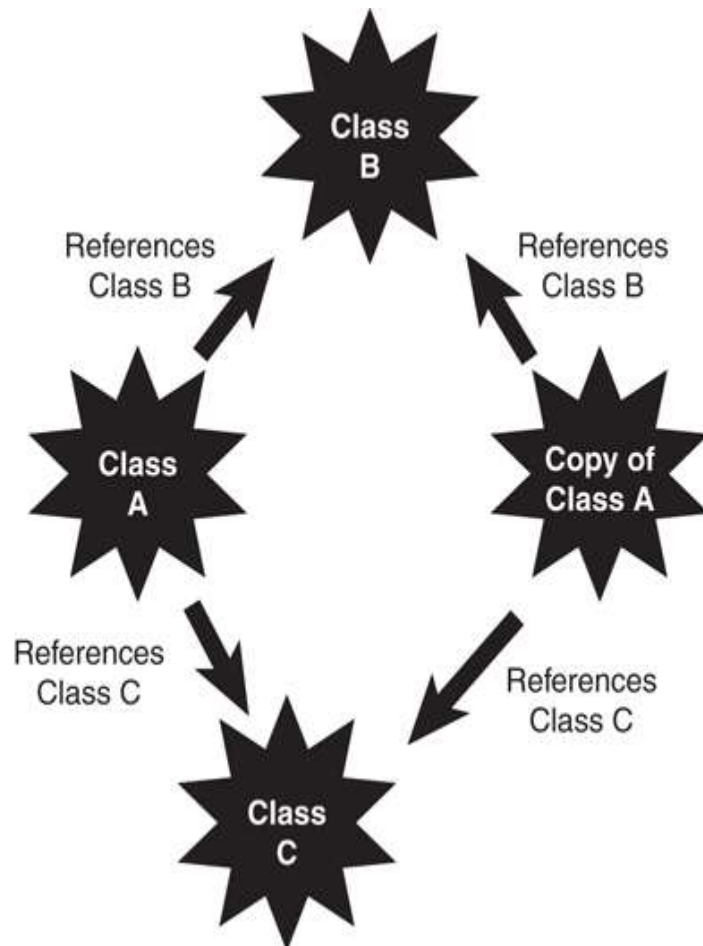 Class
B
References
Class B
References
Class B
Class
A
Copy of
Class A
References
Class C
References
Class C
Class
C